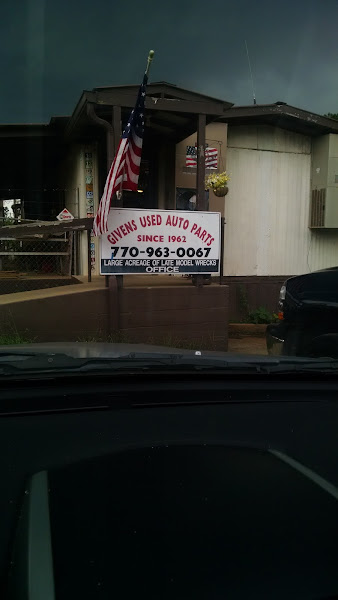 GIVENS USED AUTO PARTS
SINCE 1962
770-963-0067
LARGE ACREAGE OF LATE MODEL WRECKS
OFFICE